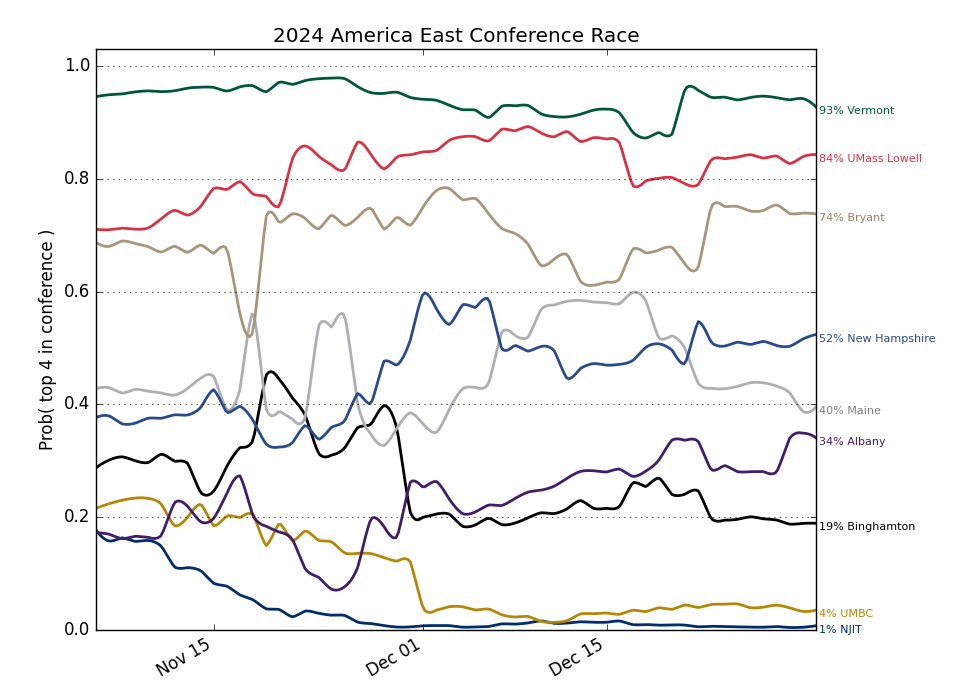 2024 America East Conference Race
Prob( top 4 in conference )
1.0
0.8
0.6
0.4
0.2
0.0
Nov 15
Dec 01
Dec 15
93% Vermont
84% UMass Lowell
74% Bryant
52% New Hampshire
40% Maine
34% Albany
19% Binghamton
4% UMBC
1% NJIT